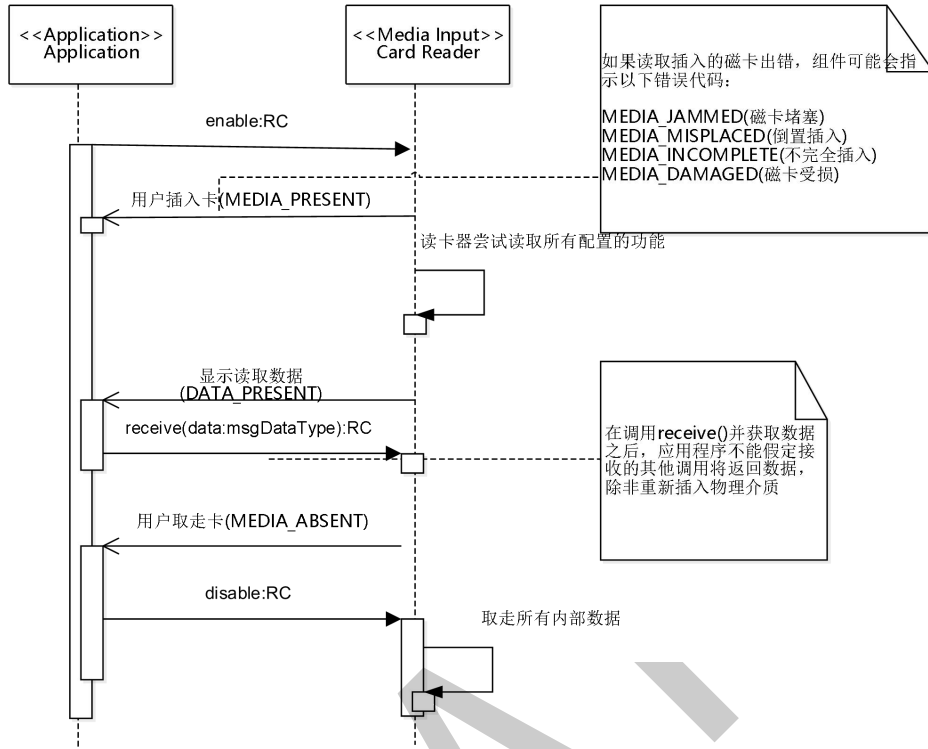 <<Application>>
Application
<<Media Input>>
Card Reader
如果读取插入的磁卡出错，组件可能会指
示以下错误代码：
MEDIA_JAMMED(磁卡堵塞)
MEDIA_MISPLACED(倒置插入)
MEDIA_INCOMPLETE(不完全插入)
MEDIA_DAMAGED(磁卡受损)
enable:RC
用户插入卡(MEDIA_PRESENT)
读卡器尝试读取所有配置的功能
显示读取数据
(DATA_PRESENT)
receive(data:msgDataType):RC
在调用receive()并获取数据
之后，应用程序不能假定接
收的其他调用将返回数据，
除非重新插入物理介质
用户取走卡(MEDIA_ABSENT)
disable:RC
取走所有内部数据